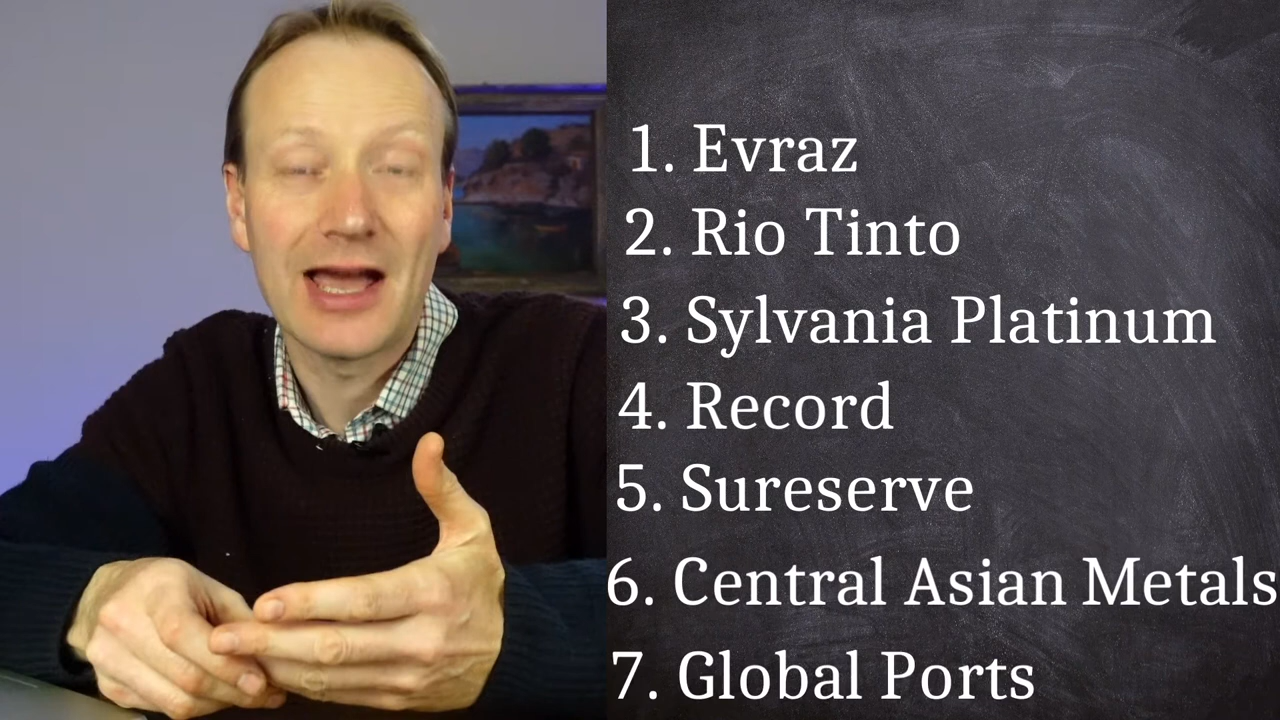 1. Evraz
2. Rio Tinto
3. Sylvania Platinum
4. Record
5. Sureserve
6. Central Asian Metals
7. Global Ports